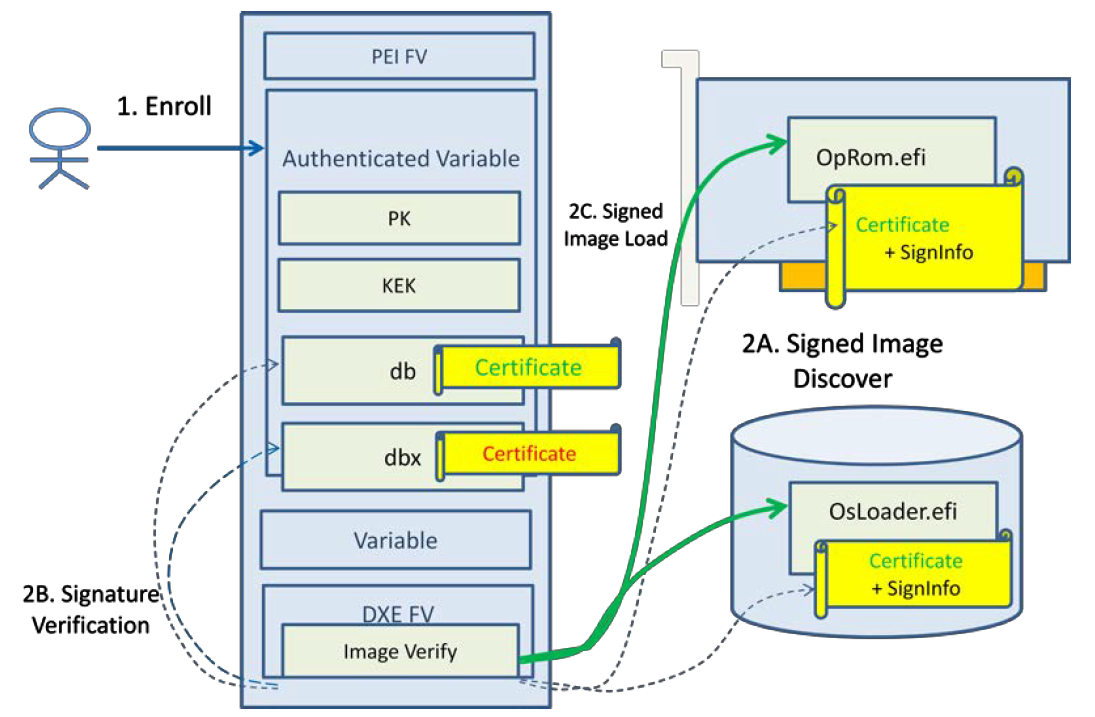 PEI FV
1. Enroll
Authenticated Variable
PK
KEK
db
Certificate
dbx
Certificate
Variable
DXE FV
Image Verify
2B. Signature
Verification
2C. Signed
Image Load
OpRom.efi
Certificate
+ SignInfo
2A. Signed Image
Discover
OsLoader.efi
Certificate
+ SignInfo